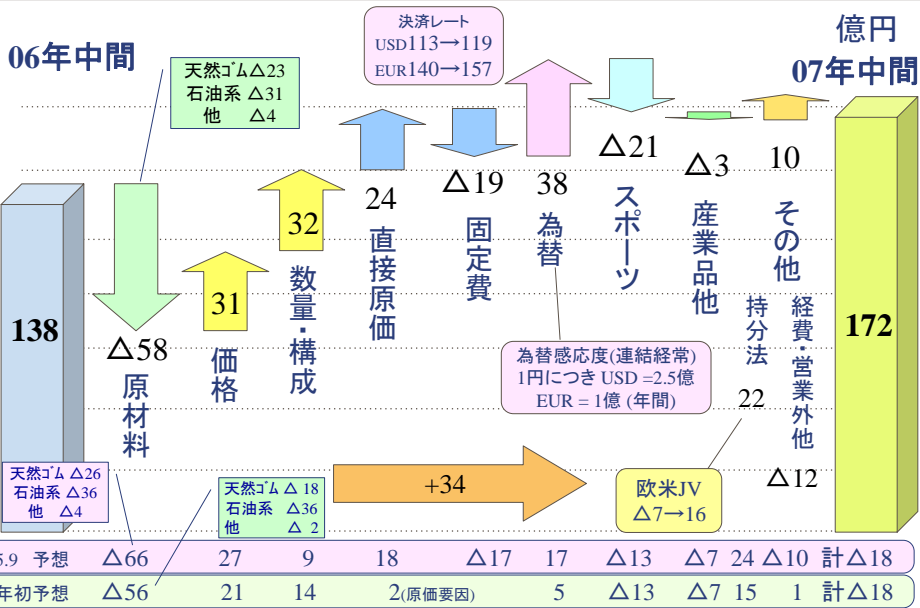 億円
06年中間
07年中間
決済レート
USD113→119
EUR140→157
天然ｺﾞﾑ△23
石油系 △31
他 △4
138
△58
原材料
31
価格
32
数量・構成
24
直接原価
△19
固定費
38
為替
△21
スポーツ
△3
産業品他
10
その他
持分法
22
経費・営業外他
△12
172
為替感応度(連結経常)
1円につき USD =2.5億
EUR = 1億 (年間)
欧米JV
△7→16
+34
天然ｺﾞﾑ △26
石油系 △36
他 △4
天然ｺﾞﾑ △ 18
石油系 △36
他 △ 2
5.9 予想 △66 27 9 18 △17 17 △13 △7 24 △10 計△18
年初予想 △56 21 14 2(原価要因) 5 △13 △7 15 1 計△18